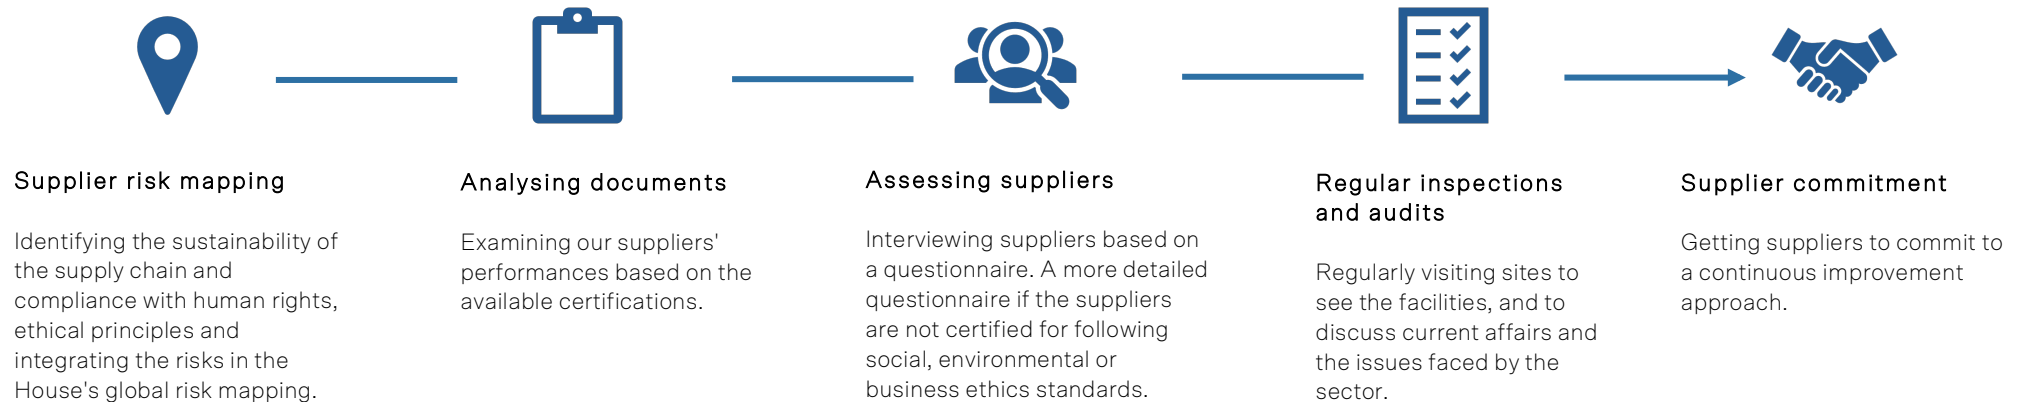 Supplier risk mapping
Identifying the sustainability of
the supply chain and
compliance with human rights,
ethical principles and
integrating the risks in the
House's global risk mapping.
Analysing documents
Examining our suppliers'
performances based on the
available certifications.
Assessing suppliers
Interviewing suppliers based on
a questionnaire. A more detailed
questionnaire if the suppliers
are not certified for following
social, environmental or
business ethics standards.
Regular inspections
and audits
Regularly visiting sites to
see the facilities, and to
discuss current affairs and
the issues faced by the
sector.
Supplier commitment
Getting suppliers to commit to
a continuous improvement
approach.